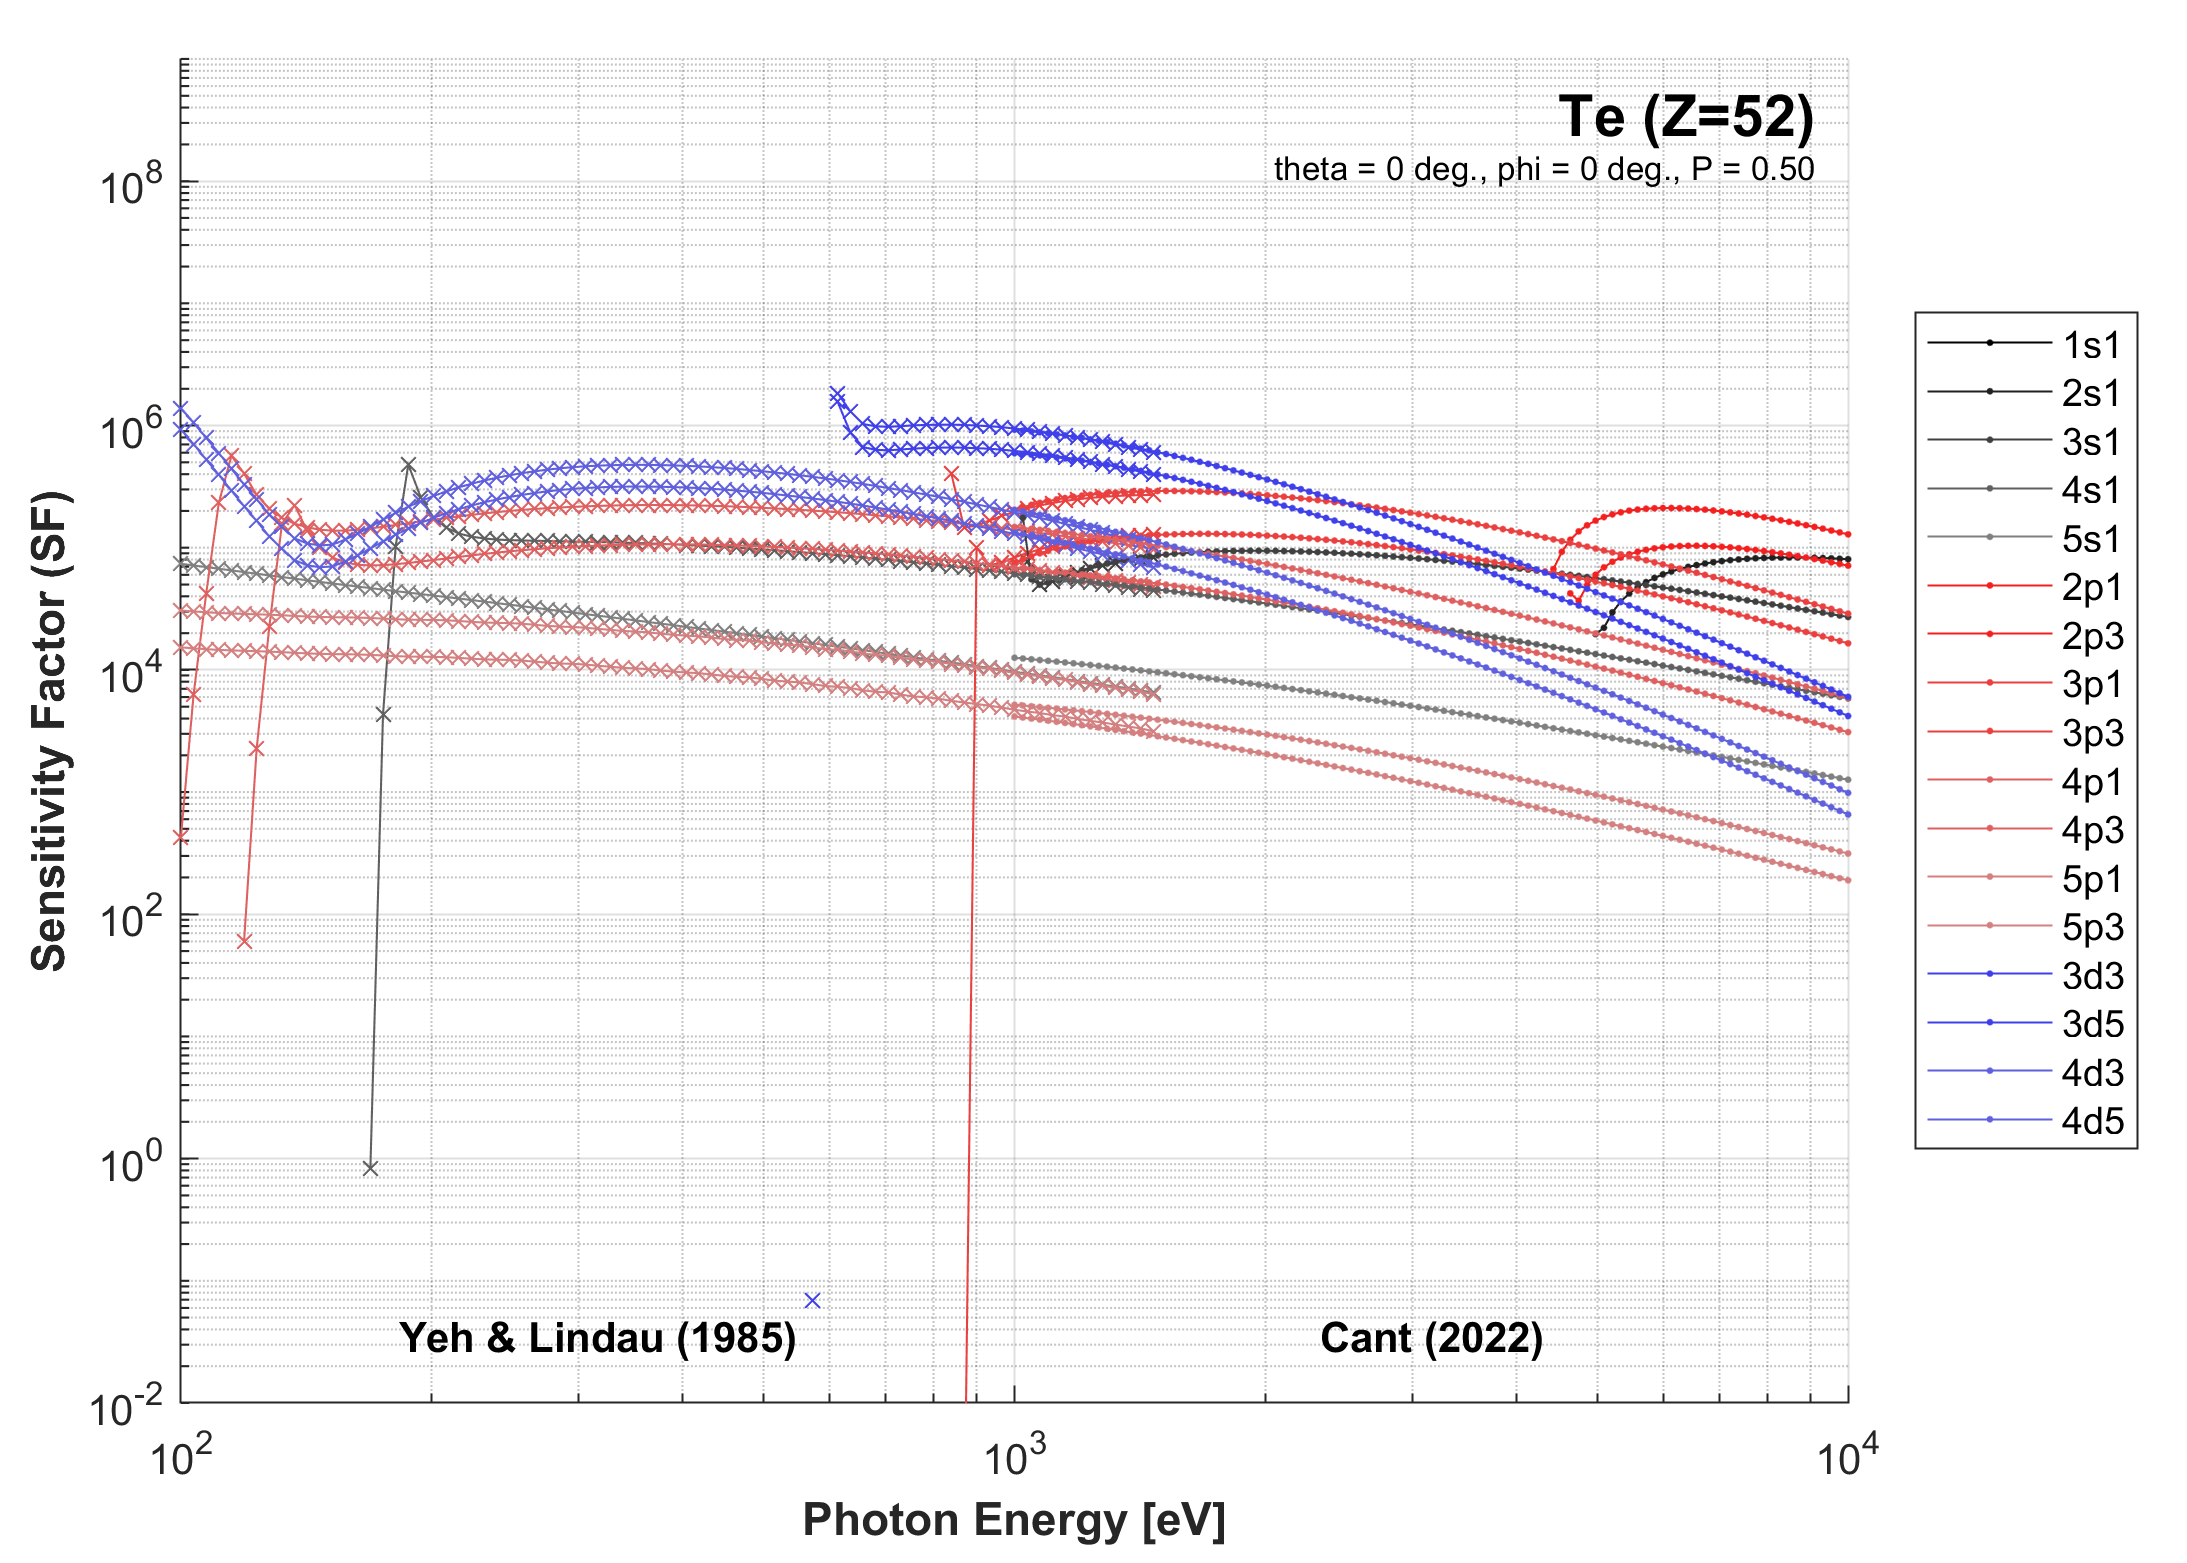 Te (Z=52)
theta = 0 deg., phi = 0 deg., P = 0.50
Sensitivity Factor (SF)
10^8
10^6
10^4
10^2
10^0
10^-2
10^2
10^3
10^4
Photon Energy [eV]
Yeh & Lindau (1985)
Cant (2022)
1s1
2s1
3s1
4s1
5s1
2p1
2p3
3p1
3p3
4p1
4p3
5p1
5p3
3d3
3d5
4d3
4d5